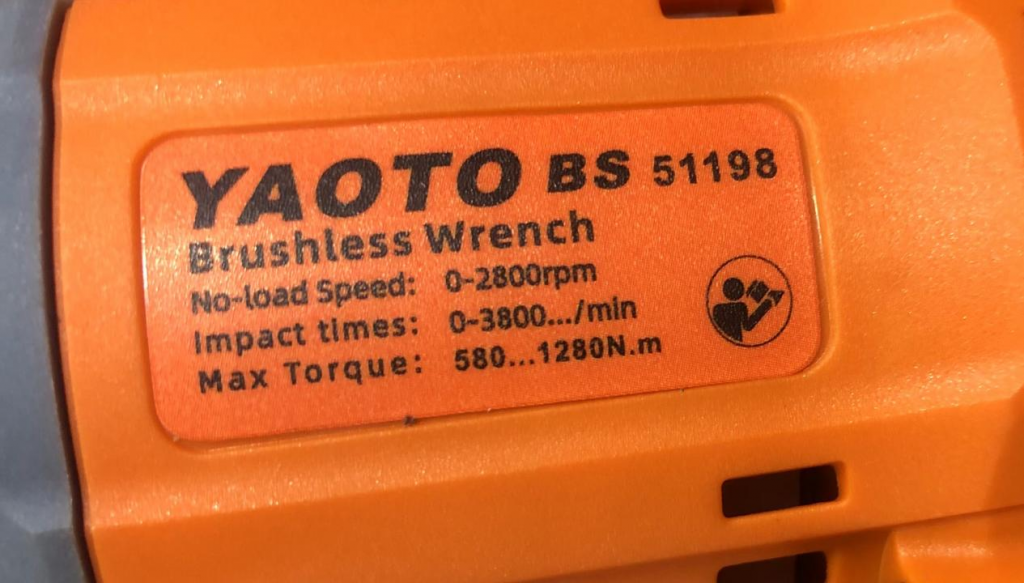 YAOTO BS 51198
Brushless Wrench
No-load Speed: 0-2800rpm
Impact times: 0~3800.../min
Max Torque: 580...1280N.m